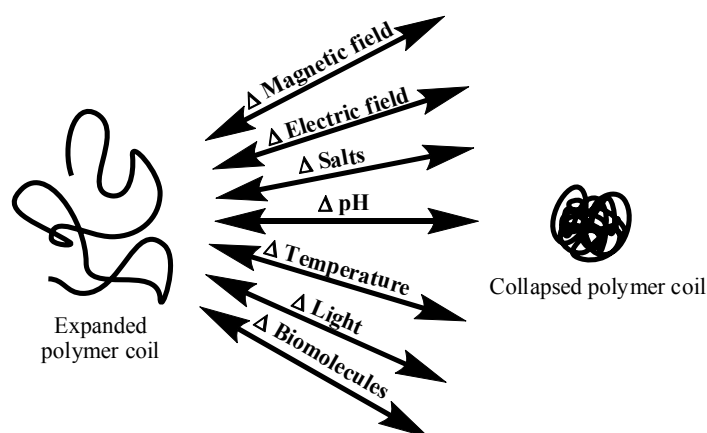 Δ Magnetic field
Δ Electric field
Δ Salts
Δ pH
Δ Temperature
Δ Light
Δ Biomolecules
Expanded
polymer coil
Collapsed polymer coil